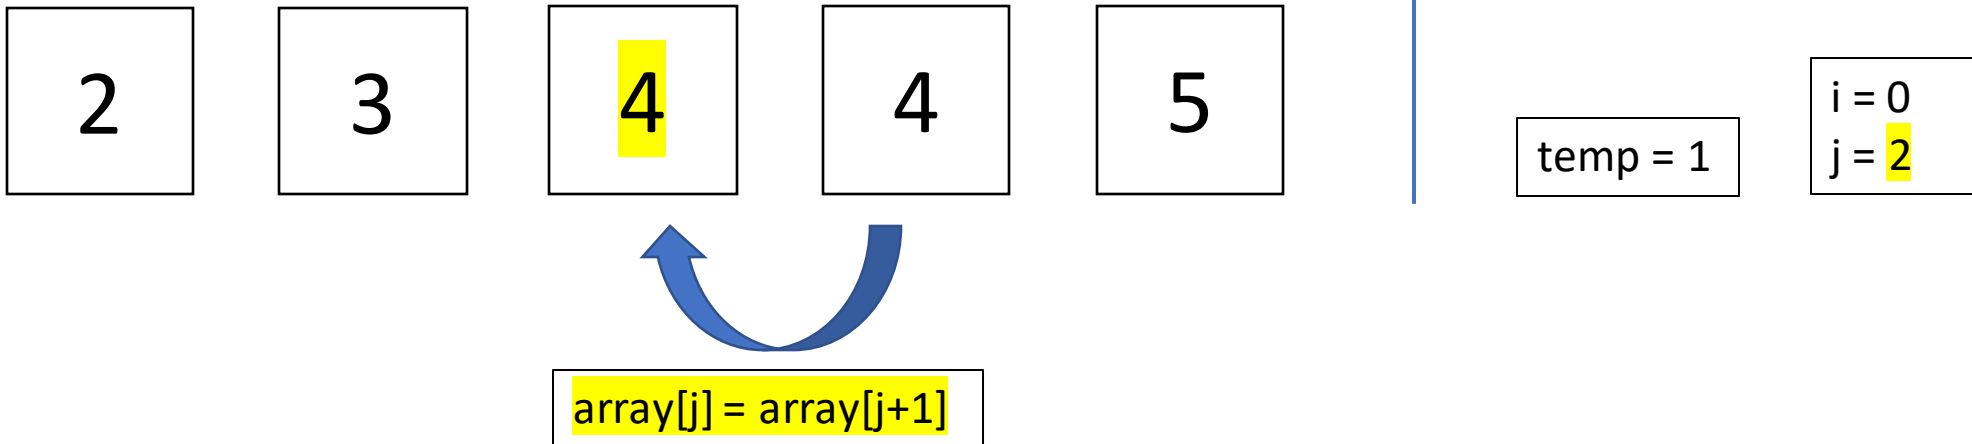 2 3 4 4 5
temp = 1
i = 0
j = 2
array[j] = array[j+1]